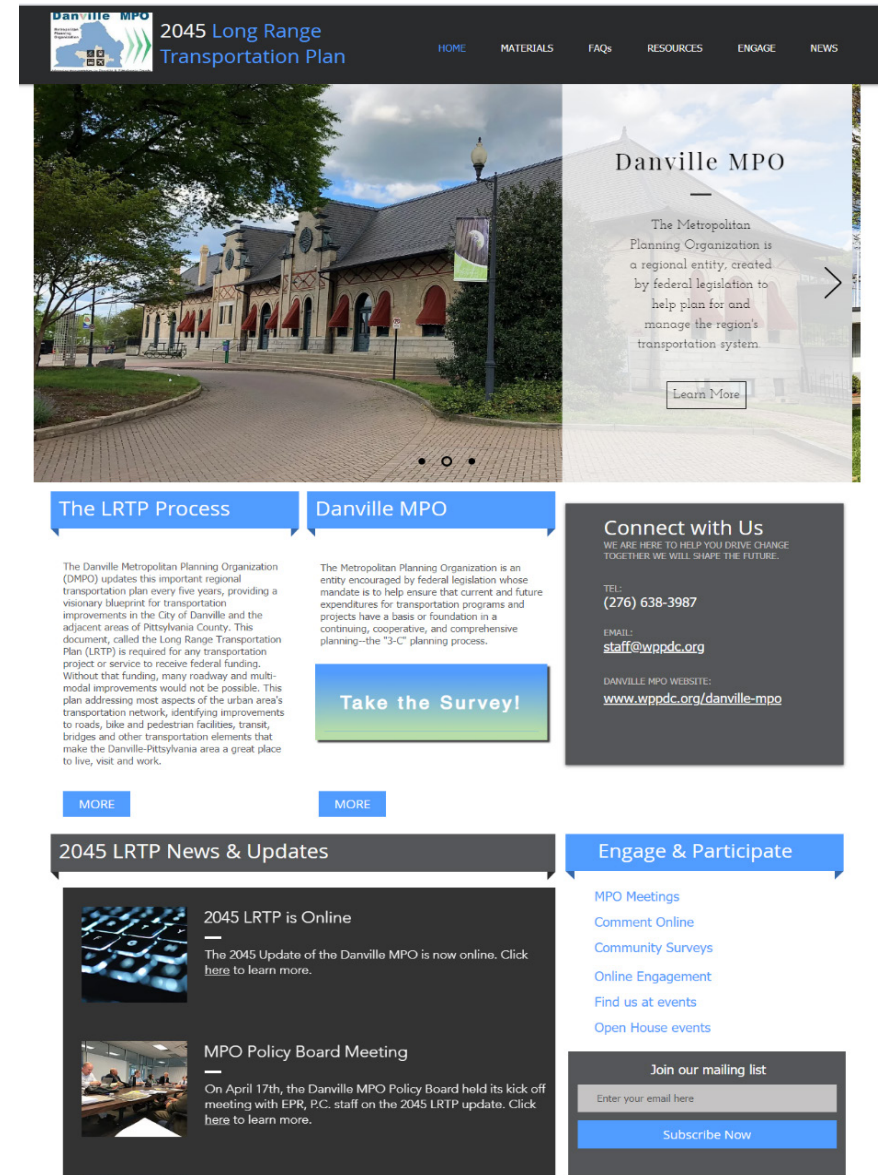 Danville MPO
2045 Long Range
Transportation Plan
HOME
MATERIALS
FAQs
RESOURCES
ENGAGE
NEWS
Danville MPO
The Metropolitan
Planning Organization is
a regional entity, created
by federal legislation to
help plan for and
manage the region's
transportation system.
Learn More
The LRTP Process
The Danville Metropolitan Planning Organization
(DMPO) updates this important regional
transportation plan every five years, providing a
visionary blueprint for transportation
improvements in the City of Danville and the
adjacent areas of Pittsylvania County. This
document, called the Long Range Transportation
Plan (LRTP) is required for any transportation
project or service to receive federal funding.
Without that funding, many roadway and multi-
modal improvements would not be possible. This
plan addressing most aspects of the urban area's
transportation network, identifying improvements
to roads, bike and pedestrian facilities, transit,
bridges and other transportation elements that
make the Danville-Pittsylvania area a great place
to live, visit and work.
MORE
Danville MPO
The Metropolitan Planning Organization is an
entity encouraged by federal legislation whose
mandate is to help ensure that current and future
expenditures for transportation programs and
projects have a basis or foundation in a
continuing, cooperative, and comprehensive
planning--the "3-C" planning process.
Take the Survey!
MORE
Connect with Us
WE ARE HERE TO HELP YOU DRIVE CHANGE
TOGETHER WE WILL SHAPE THE FUTURE.
TEL:
(276) 638-3987
EMAIL:
staff@wppdc.org
DANVILLE MPO WEBSITE:
www.wppdc.org/danville-mpo
2045 LRTP News & Updates
2045 LRTP is Online
The 2045 Update of the Danville MPO is now online. Click
here to learn more.
MPO Policy Board Meeting
On April 17th, the Danville MPO Policy Board held its kick off
meeting with EPR, P.C. staff on the 2045 LRTP update. Click
here to learn more.
Engage & Participate
MPO Meetings
Comment Online
Community Surveys
Online Engagement
Find us at events
Open House events
Join our mailing list
Enter your email here
Subscribe Now